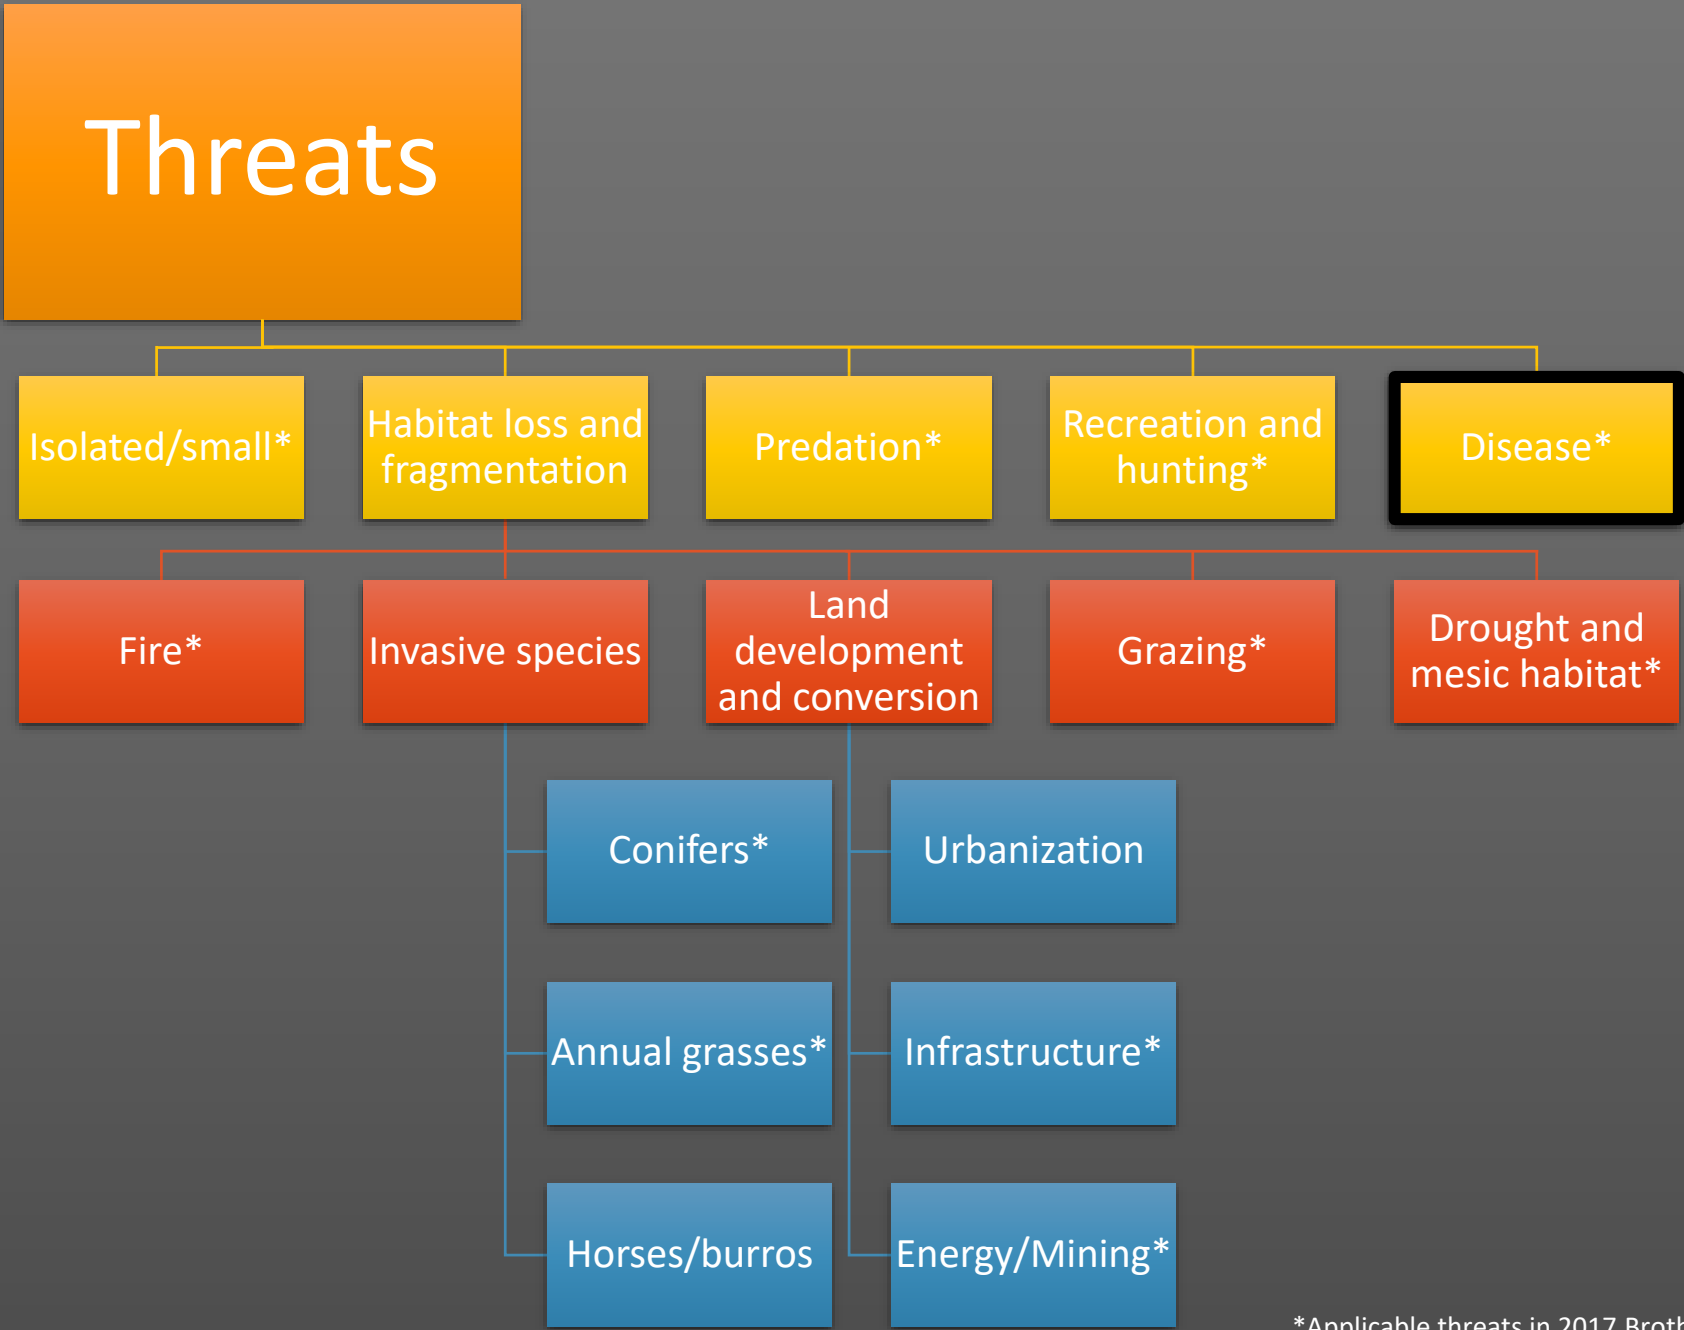 Threats
Isolated/small*
Habitat loss and
fragmentation
Predation*
Recreation and
hunting*
Disease*
Fire*
Invasive species
Land
development
and conversion
Grazing*
Drought and
mesic habitat*
Conifers*
Urbanization
Annual grasses*
Infrastructure*
Horses/burros
Energy/Mining*
*Applicable threats in 2017